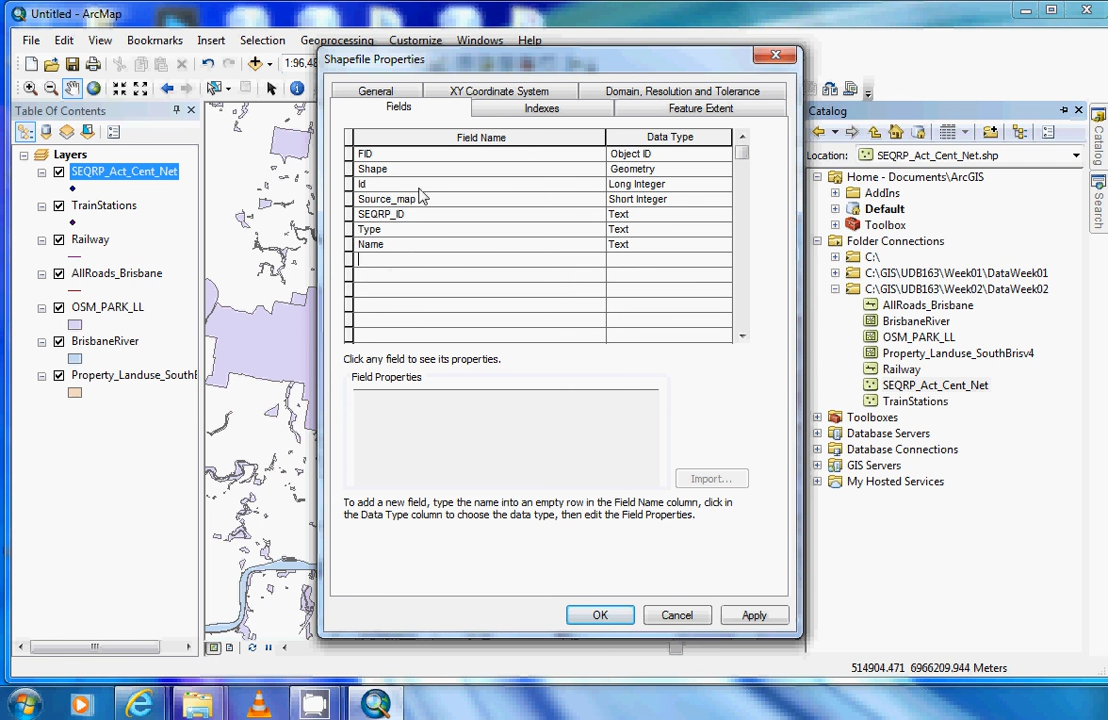 Untitled - ArcMap
File Edit View Bookmarks Insert Selection Geoprocessing Customize Windows Help
1:96,48
Table Of Contents
Layers
SEQRP_Act_Cent_Net
TrainStations
Railway
AllRoads_Brisbane
OSM_PARK_LL
BrisbaneRiver
Property_Landuse_SouthB
Shapefile Properties
General XY Coordinate System Domain, Resolution and Tolerance
Fields Indexes Feature Extent
Field Name Data Type
FID Object ID
Shape Geometry
Id Long Integer
Source_map Short Integer
SEQRP_ID Text
Type Text
Name Text
Click any field to see its properties.
Field Properties
Import...
To add a new field, type the name into an empty row in the Field Name column, click in
the Data Type column to choose the data type, then edit the Field Properties.
OK Cancel Apply
Catalog
Location: SEQRP_Act_Cent_Net.shp
Home - Documents\ArcGIS
AddIns
Default
Toolbox
Folder Connections
C:\
C:\GIS\UDB163\Week01\DataWeek01
C:\GIS\UDB163\Week02\DataWeek02
AllRoads_Brisbane
BrisbaneRiver
OSM_PARK_LL
Property_Landuse_SouthBrisv4
Railway
SEQRP_Act_Cent_Net
TrainStations
Toolboxes
Database Servers
Database Connections
GIS Servers
My Hosted Services
Catalog
Search
514904.471 6966209.944 Meters